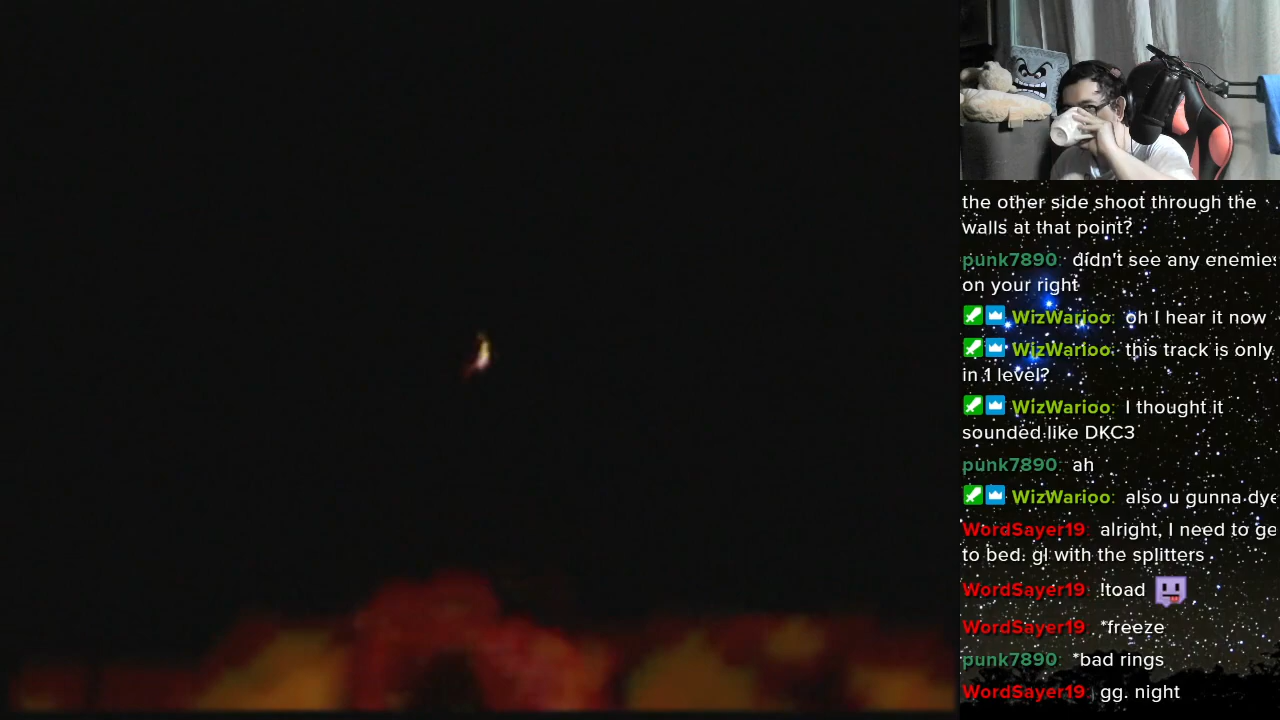 the other side shoot through the
walls at that point?
punk7890: didn't see any enemies
on your right
WizWarioo: oh I hear it now
WizWarioo: this track is only
in 1 level?
WizWarioo: I thought it
sounded like DKC3
punk7890: ah
WizWarioo: also u gunna dye
WordSayer19: alright, I need to ge
to bed. gl with the splitters
WordSayer19: !toad
WordSayer19: *freeze
punk7890: *bad rings
WordSayer19: gg. night